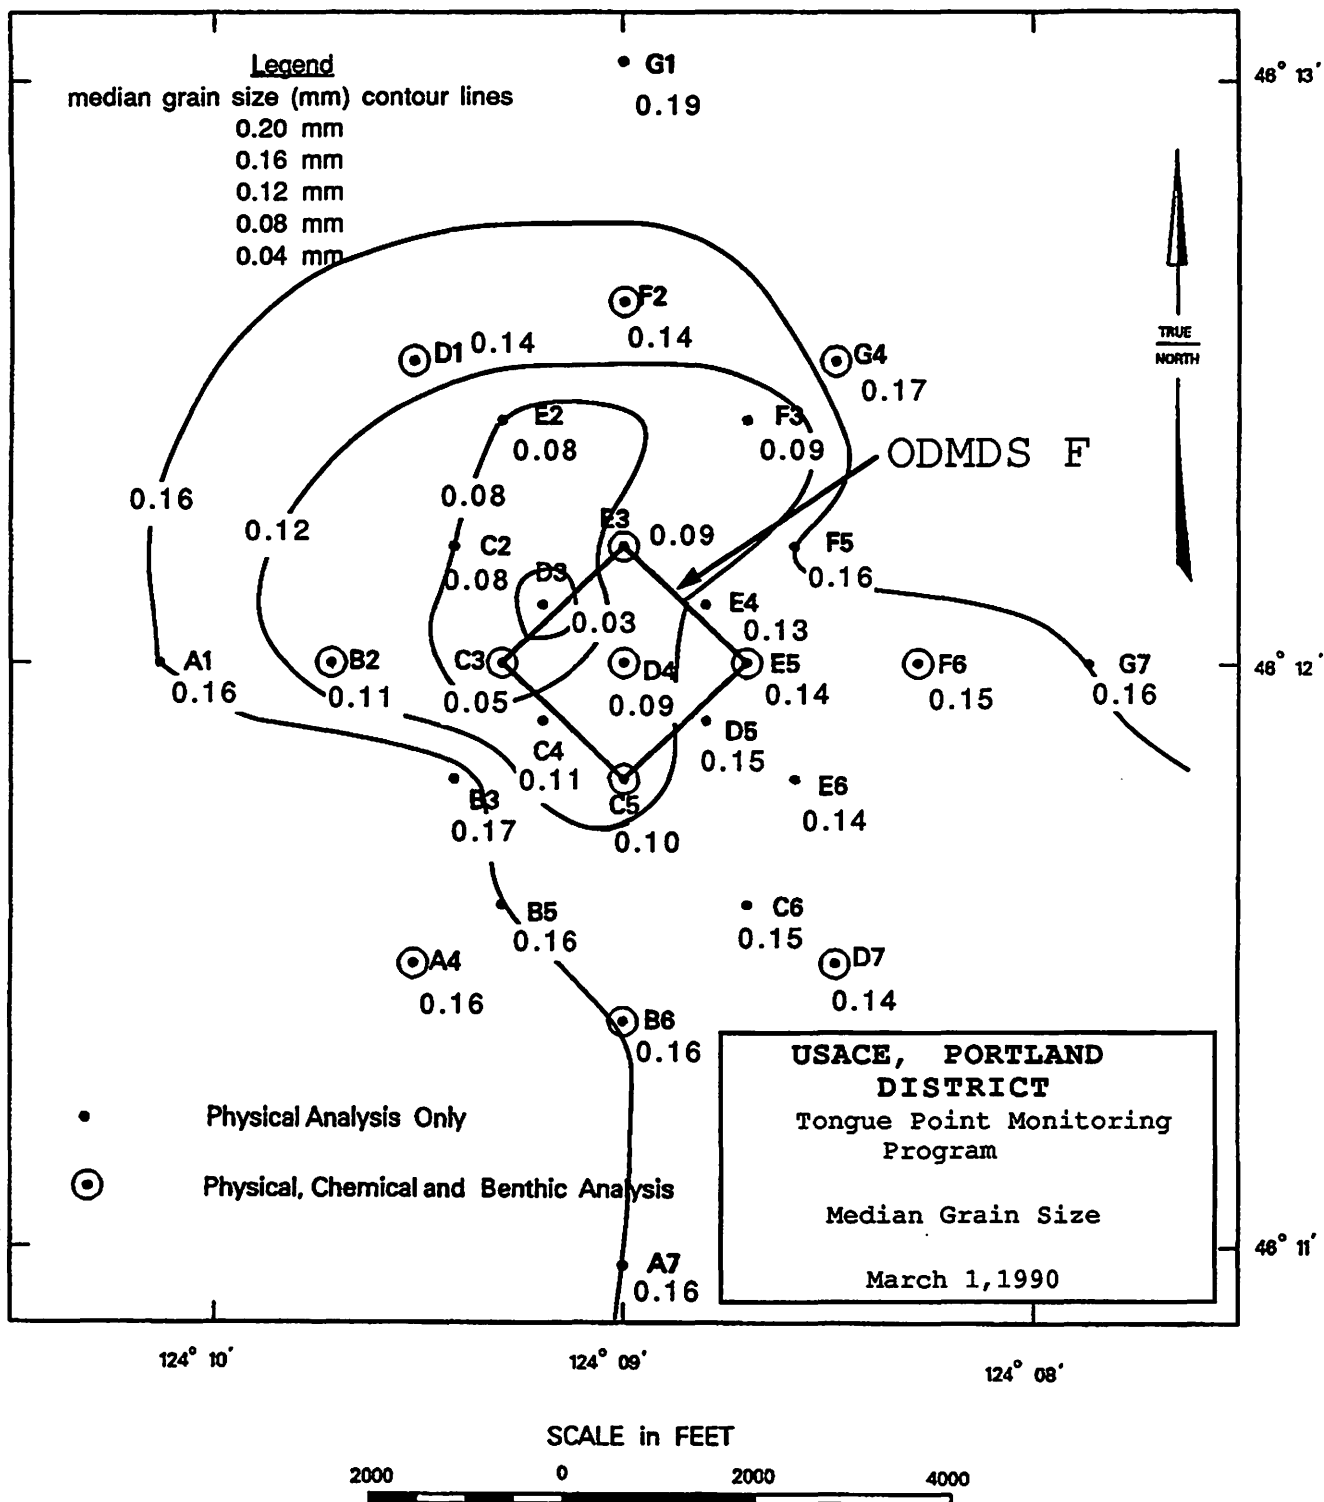 Legend
median grain size (mm) contour lines
0.20 mm
0.16 mm
0.12 mm
0.08 mm
0.04 mm
G1
0.19
46° 13'
TRUE
NORTH
F2
0.14
D1 0.14
G4
0.17
E2
0.08
F3
0.09
ODMDS F
0.16
0.12
0.08
E3
0.09
C2
0.08
D3
0.03
F5
0.16
E4
0.13
A1
0.16
B2
0.11
C3
0.05
D4
0.09
E5
0.14
F6
0.15
G7
0.16
46° 12'
C4
0.11
D5
0.15
B3
0.17
C5
0.10
E6
0.14
B5
0.16
C6
0.15
A4
0.16
D7
0.14
B6
0.16
Physical Analysis Only
Physical, Chemical and Benthic Analysis
A7
0.16
USACE, PORTLAND
DISTRICT
Tongue Point Monitoring
Program
Median Grain Size
March 1,1990
46° 11'
124° 10'
124° 09'
124° 08'
SCALE in FEET
2000 0 2000 4000